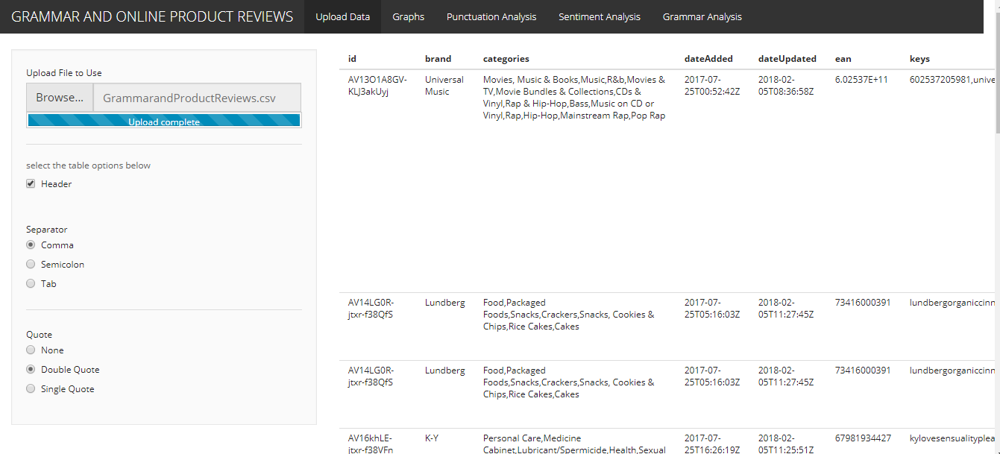 GRAMMAR AND ONLINE PRODUCT REVIEWS
Upload Data
Graphs
Punctuation Analysis
Sentiment Analysis
Grammar Analysis
Upload File to Use
Browse...
GrammarandProductReviews.csv
Upload complete
select the table options below
Header
Separator
Comma
Semicolon
Tab
Quote
None
Double Quote
Single Quote
id brand categories dateAdded dateUpdated ean keys
AV13O1A8GV- Universal Movies, Music & Books,Music,R&b,Movies & 2017-07- 2018-02- 6.02537E+11 602537205981,unive
KLJ3akUyj Music TV,Movie Bundles & Collections,CDs & 25T00:52:42Z 05T08:36:58Z
Vinyl,Rap & Hip-Hop,Bass,Music on CD or
Vinyl,Rap,Hip-Hop,Mainstream Rap,Pop Rap
AV14LG0R- Lundberg Food,Packaged 2017-07- 2018-02- 73416000391 lundbergorganiccinn
jtxr-f38QfS Foods,Snacks,Crackers,Snacks, Cookies & 25T05:16:03Z 05T11:27:45Z
Chips,Rice Cakes,Cakes
AV14LG0R- Lundberg Food,Packaged 2017-07- 2018-02- 73416000391 lundbergorganiccinn
jtxr-f38QfS Foods,Snacks,Crackers,Snacks, Cookies & 25T05:16:03Z 05T11:27:45Z
Chips,Rice Cakes,Cakes
AV16khLE- K-Y Personal Care,Medicine 2017-07- 2018-02- 67981934427 kylovesensualityplea
jtxr-f38VFn Cabinet,Lubricant/Spermicide,Health,Sexual 25T16:26:19Z 05T11:25:51Z